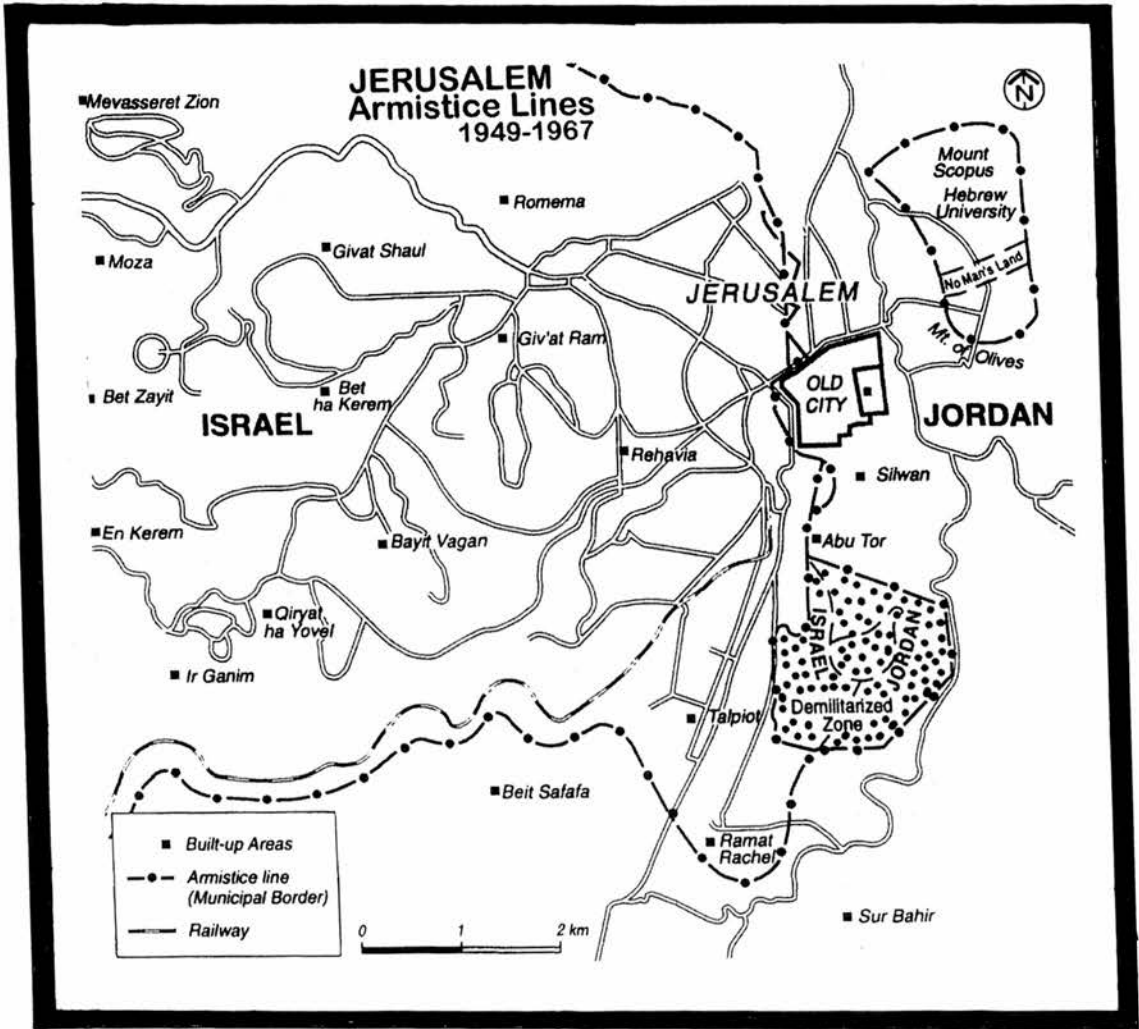 JERUSALEM
Armistice Lines
1949-1967
N
Mevasseret Zion
Romema
Mount
Scopus
Hebrew
University
Moza
Givat Shaul
No Man's Land
JERUSALEM
Giv'at Ram
Mt. of Olives
Bet Zayit
Bet
ha Kerem
OLD
CITY
ISRAEL
JORDAN
Rehavia
Silwan
En Kerem
Bayit Vagan
Abu Tor
Qiryat
ha Yovel
ISRAEL
JORDAN
Ir Ganim
Talpiot
Demilitarized
Zone
Beit Safafa
Ramat
Rachel
Sur Bahir
Built-up Areas
Armistice line
(Municipal Border)
Railway
0 1 2 km